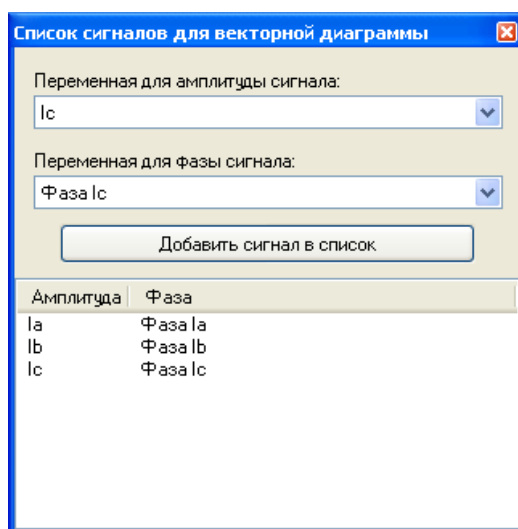 Список сигналов для векторной диаграммы
Переменная для амплитуды сигнала:
Ic
Переменная для фазы сигнала:
Фаза Ic
Добавить сигнал в список
Амплитуда Фаза
Ia Фаза Ia
Ib Фаза Ib
Ic Фаза Ic